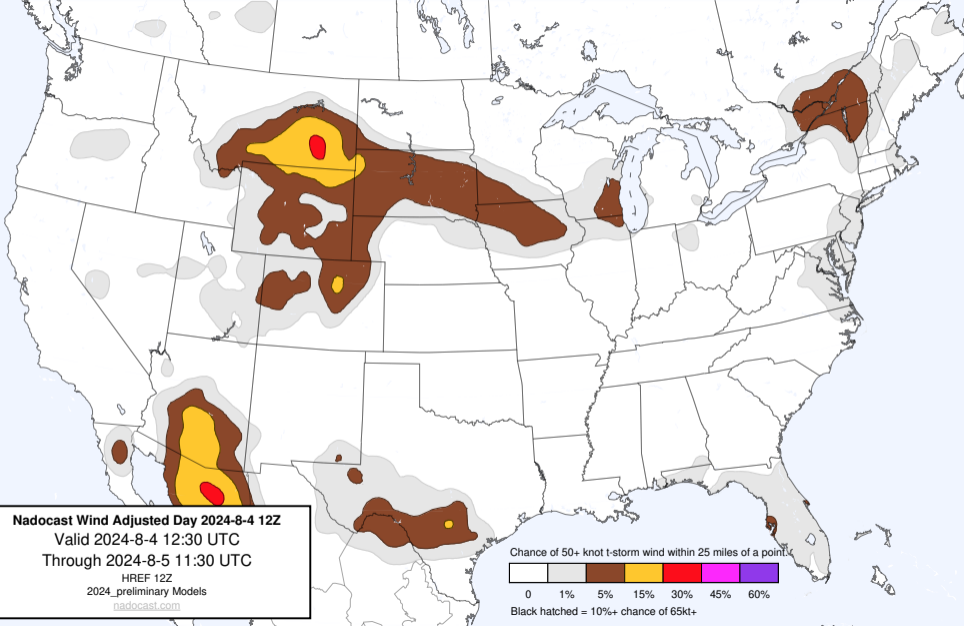 Nadocast Wind Adjusted Day 2024-8-4 12Z
Valid 2024-8-4 12:30 UTC
Through 2024-8-5 11:30 UTC
HREF 12Z
2024_preliminary Models
nadocast.com
Chance of 50+ knot t-storm wind within 25 miles of a point.
0 1% 5% 15% 30% 45% 60%
Black hatched = 10%+ chance of 65kt+